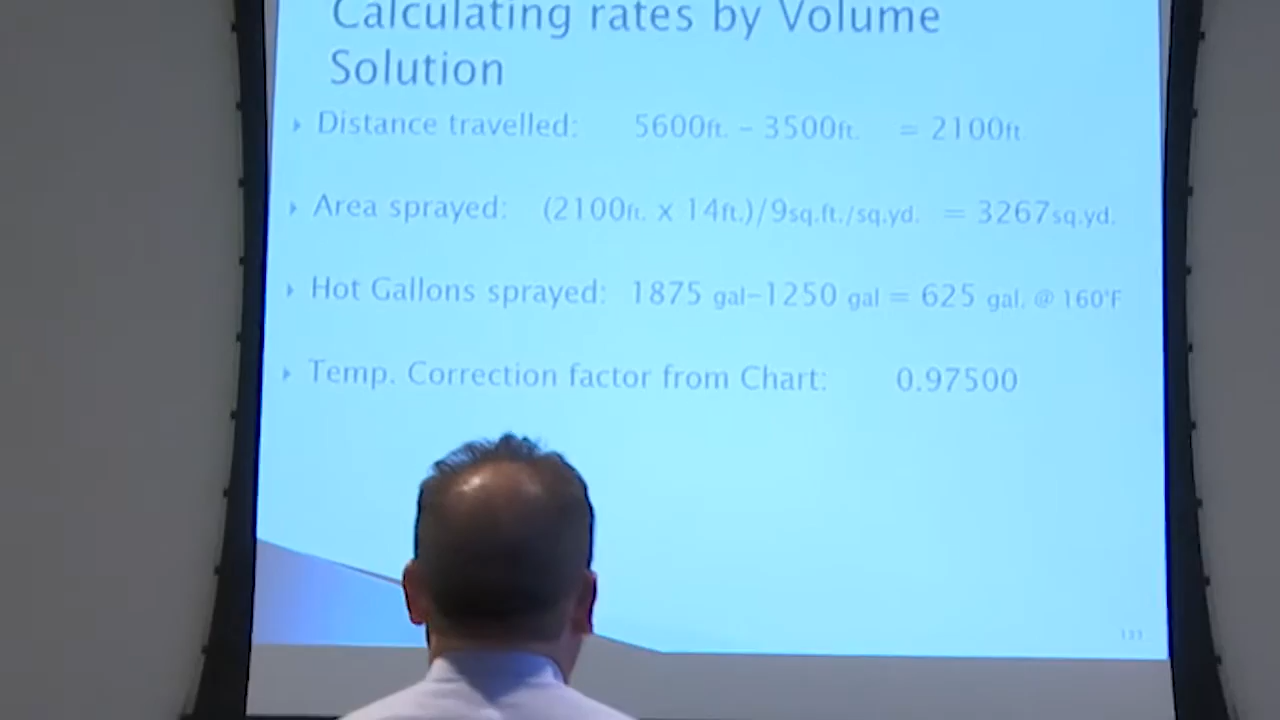 Calculating rates by Volume
Solution
Distance travelled: 5600ft. - 3500ft. = 2100ft
Area sprayed: (2100ft. x 14ft.)/9sq.ft./sq.yd. = 3267sq.yd.
Hot Gallons sprayed: 1875 gal-1250 gal = 625 gal. @ 160°F
Temp. Correction factor from Chart: 0.97500